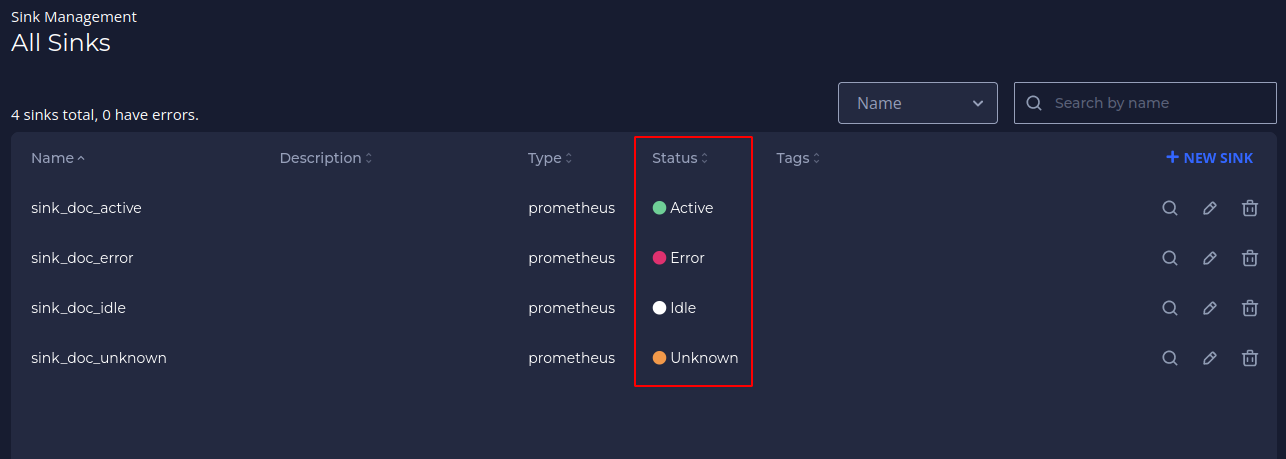 Sink Management
All Sinks
4 sinks total, 0 have errors.
Name
Search by name
Name Description Type Status Tags + NEW SINK
sink_doc_active prometheus Active
sink_doc_error prometheus Error
sink_doc_idle prometheus Idle
sink_doc_unknown prometheus Unknown